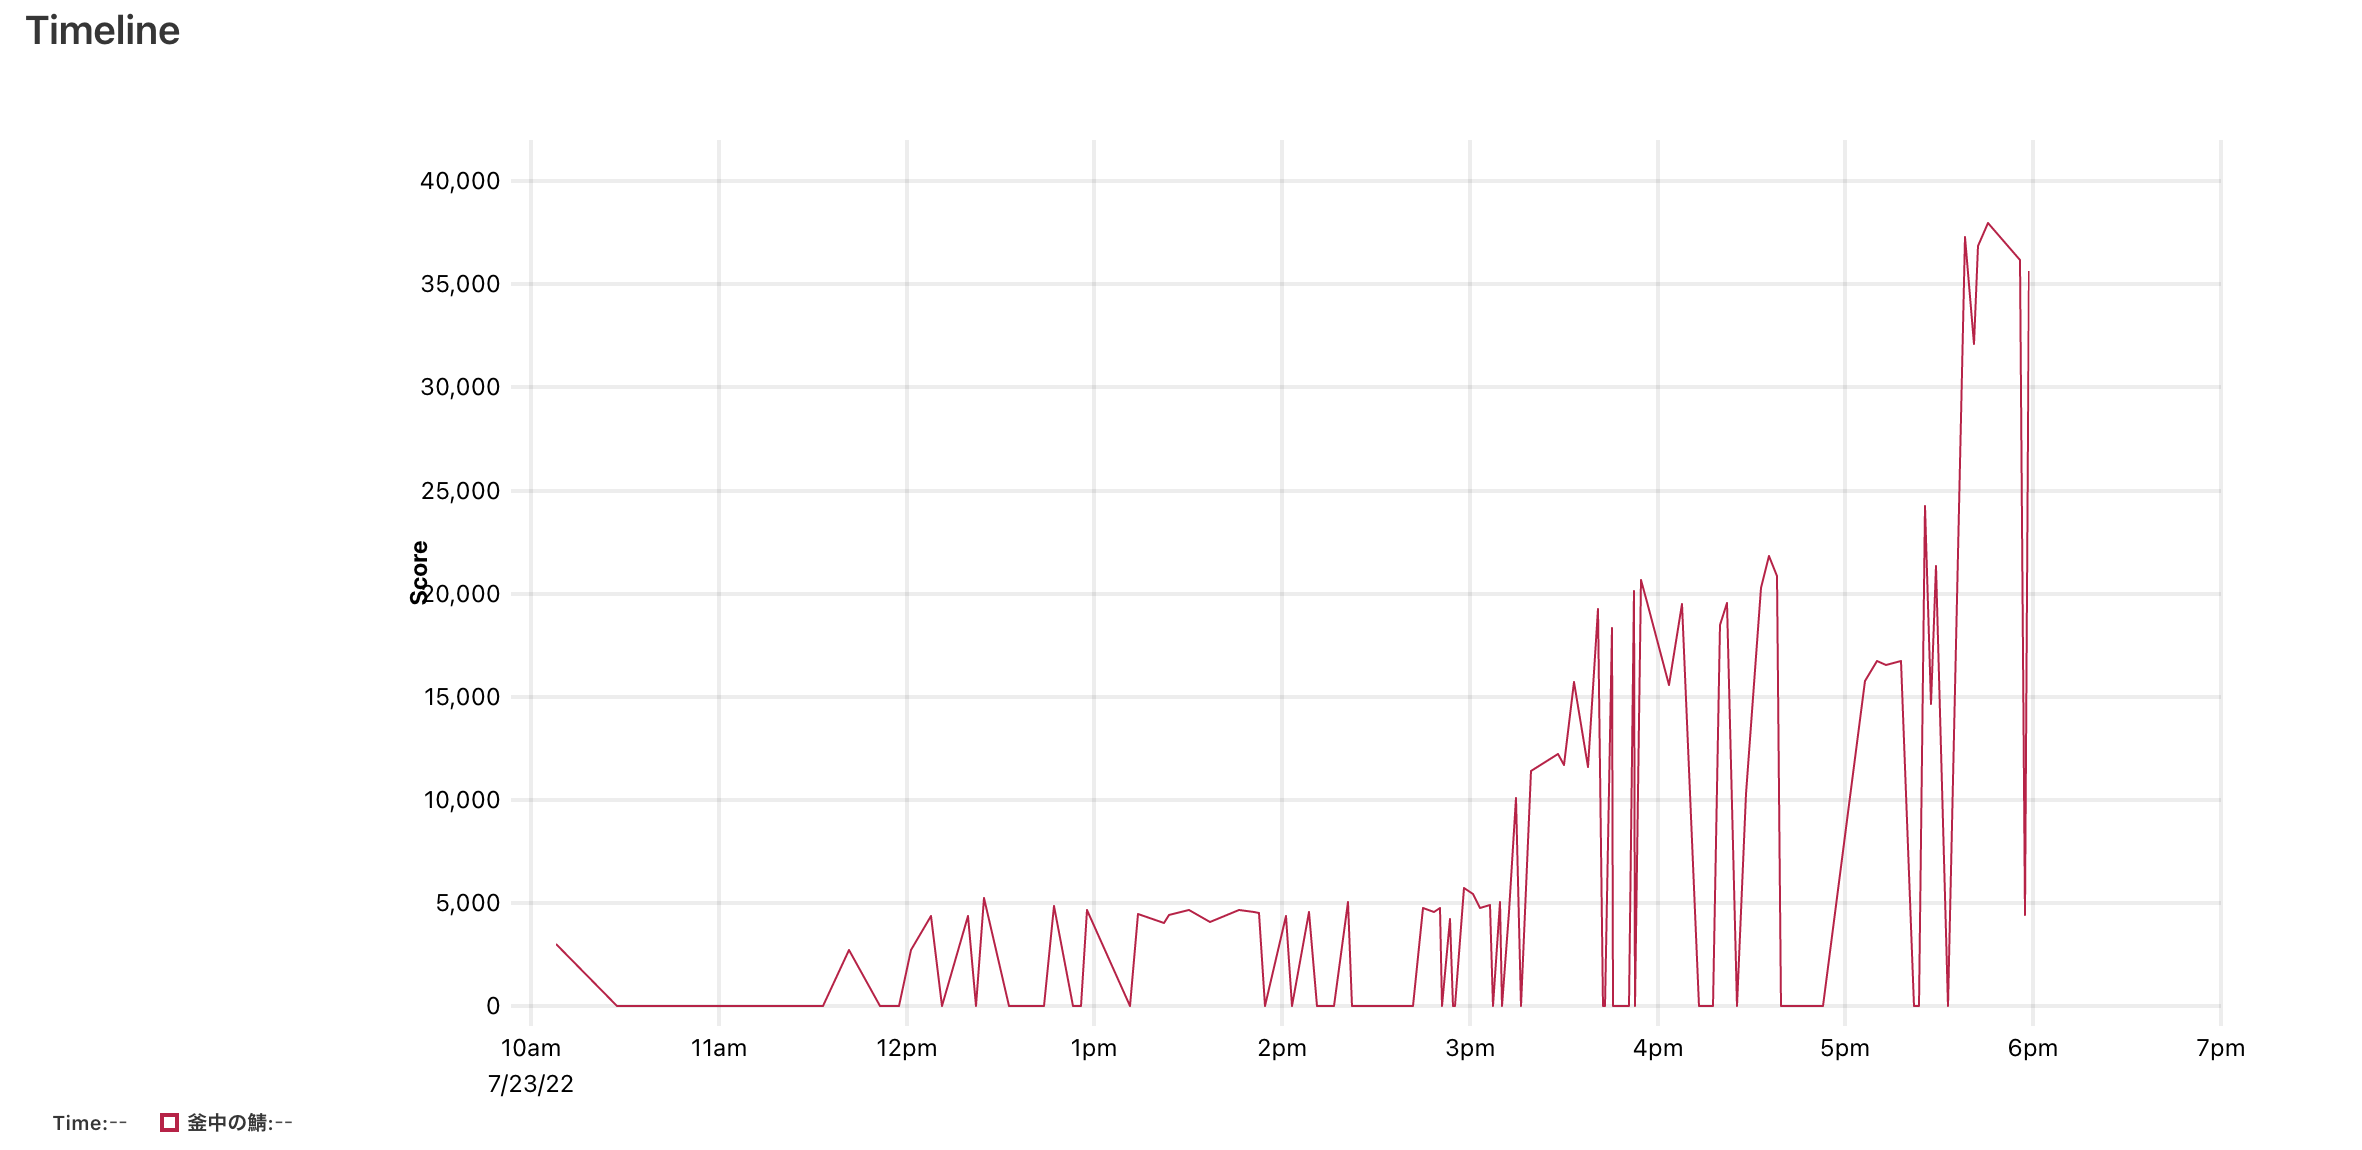 Timeline
Score
40,000
35,000
30,000
25,000
20,000
15,000
10,000
5,000
0
10am 11am 12pm 1pm 2pm 3pm 4pm 5pm 6pm 7pm
7/23/22
Time:-- 釜中の鯖:--